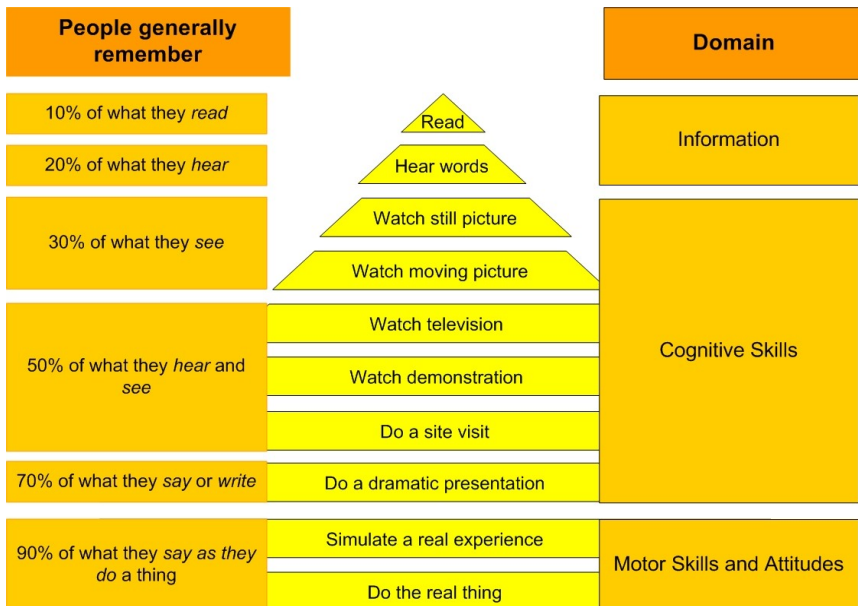 People generally
remember
Domain
10% of what they read
Read
Information
20% of what they hear
Hear words
30% of what they see
Watch still picture
Watch moving picture
Cognitive Skills
50% of what they hear and
see
Watch television
Watch demonstration
Do a site visit
70% of what they say or write
Do a dramatic presentation
90% of what they say as they
do a thing
Simulate a real experience
Do the real thing
Motor Skills and Attitudes